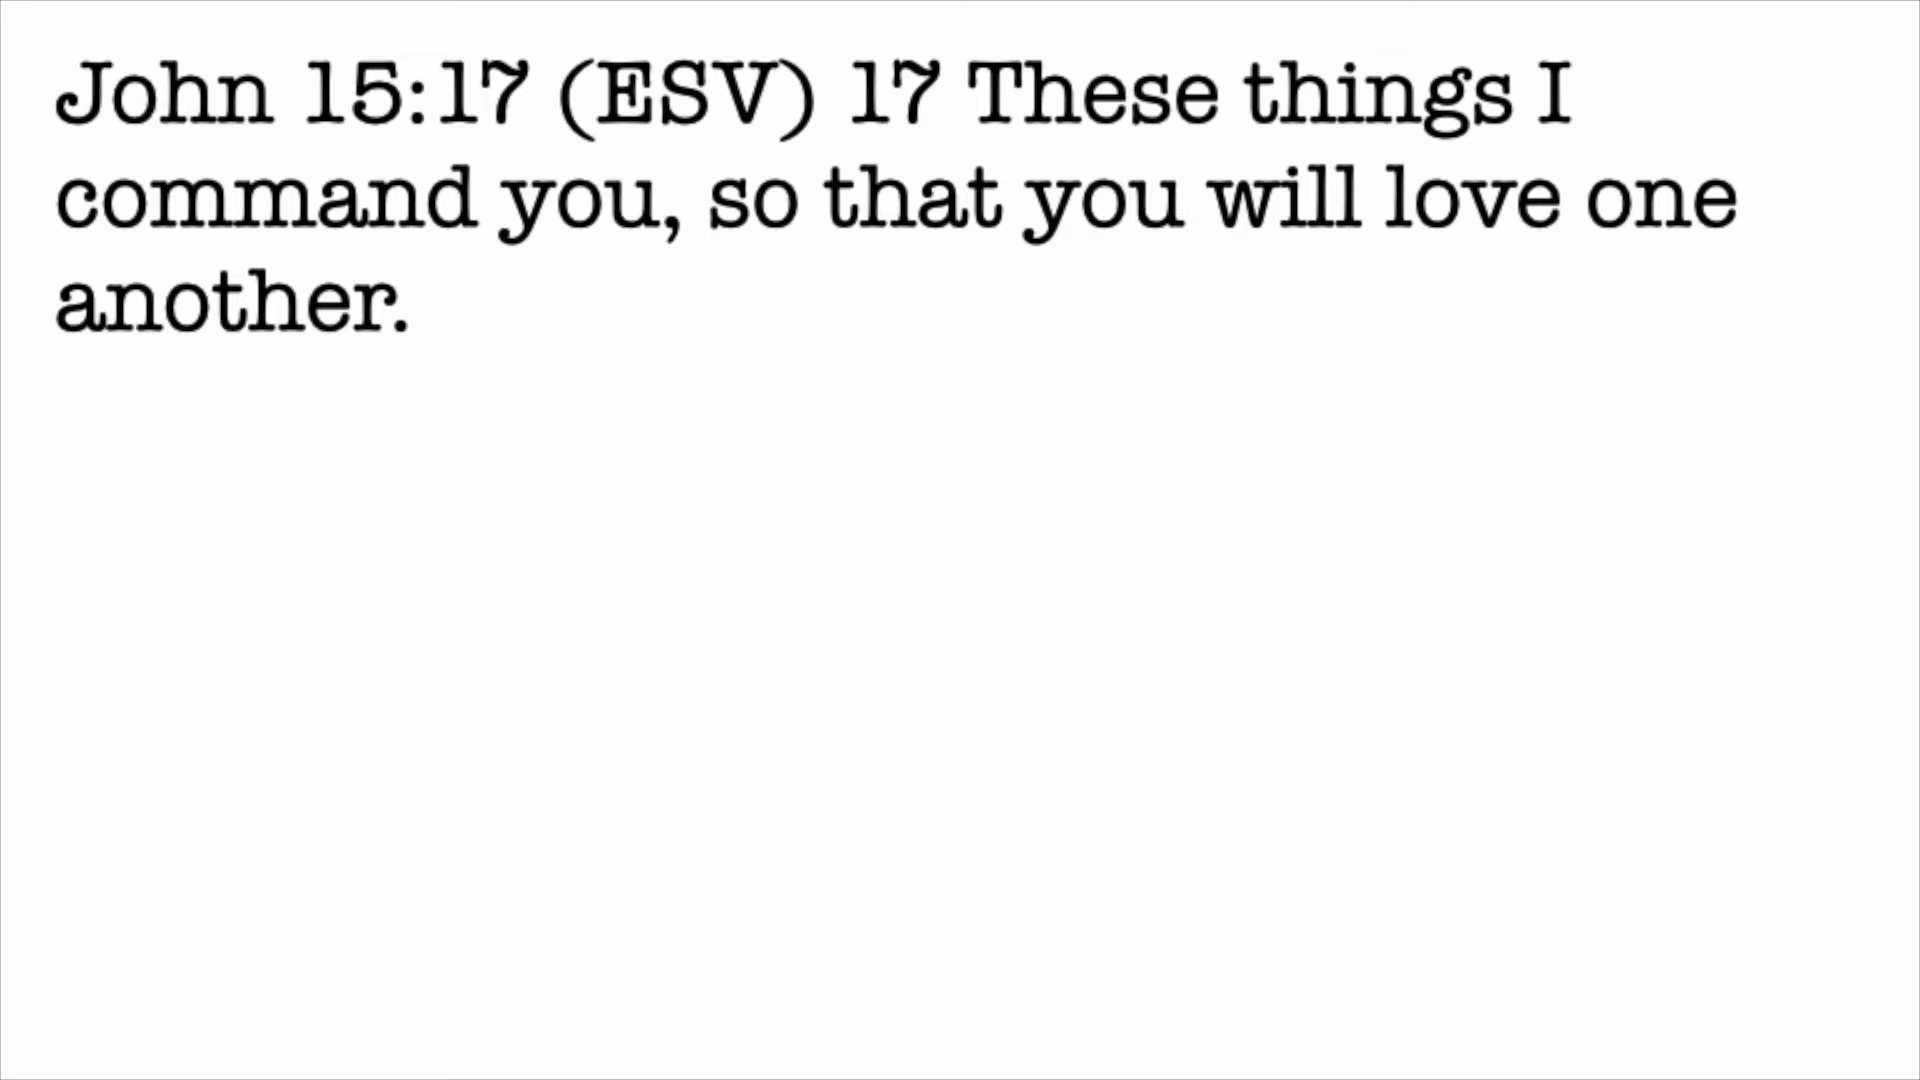 John 15:17 (ESV) 17 These things I
command you, so that you will love one
another.